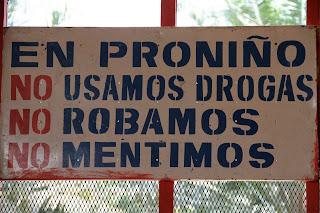 EN PRONIÑO
NO USAMOS DROGAS
NO ROBAMOS
NO MENTIMOS.